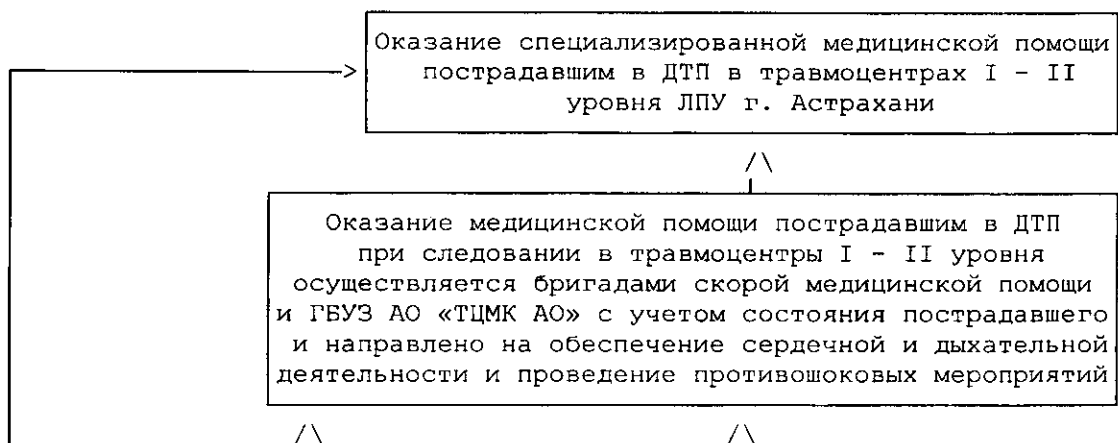 Оказание специализированной медицинской помощи
пострадавшим в ДТП в травмоцентрах I - II
уровня ЛПУ г. Астрахани
Оказание медицинской помощи пострадавшим в ДТП
при следовании в травмоцентры I - II уровня
осуществляется бригадами скорой медицинской помощи
и ГБУЗ АО «ТЦМК АО» с учетом состояния пострадавшего
и направлено на обеспечение сердечной и дыхательной
деятельности и проведение противошоковых мероприятий